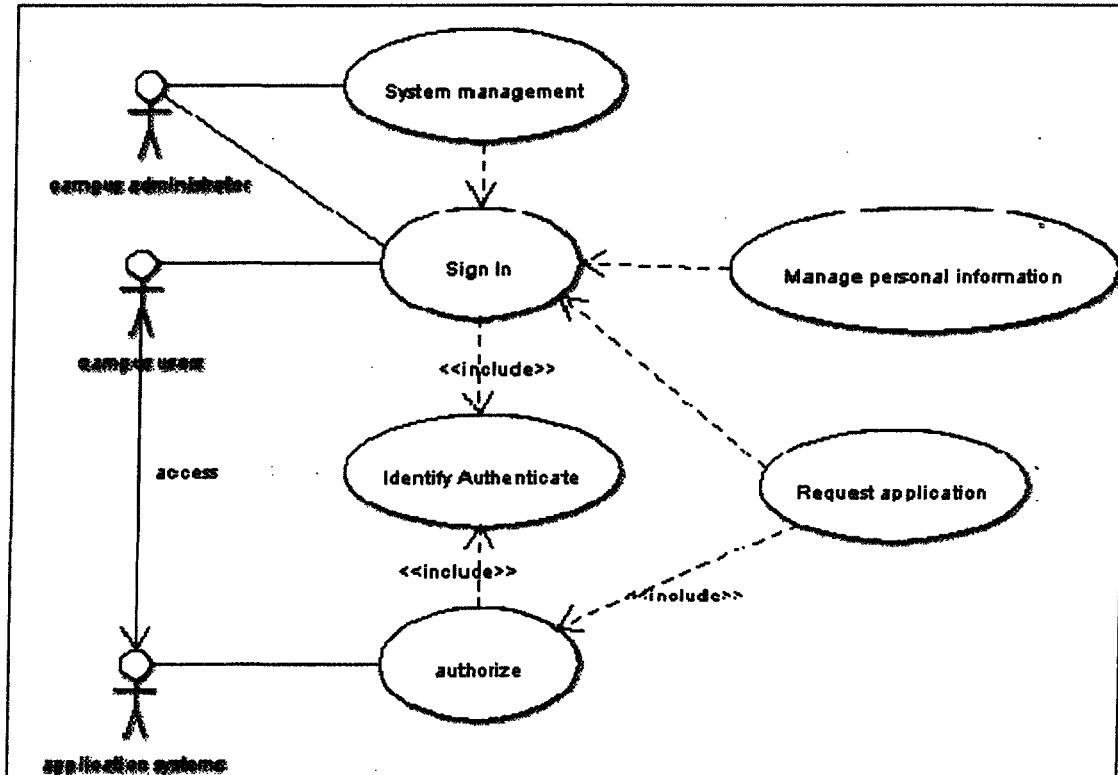 System management
campus administrator
Sign In
Manage personal information
campus users
<<include>>
access
Identify Authenticate
Request application
<<include>>
<<include>>
authorize
application systems